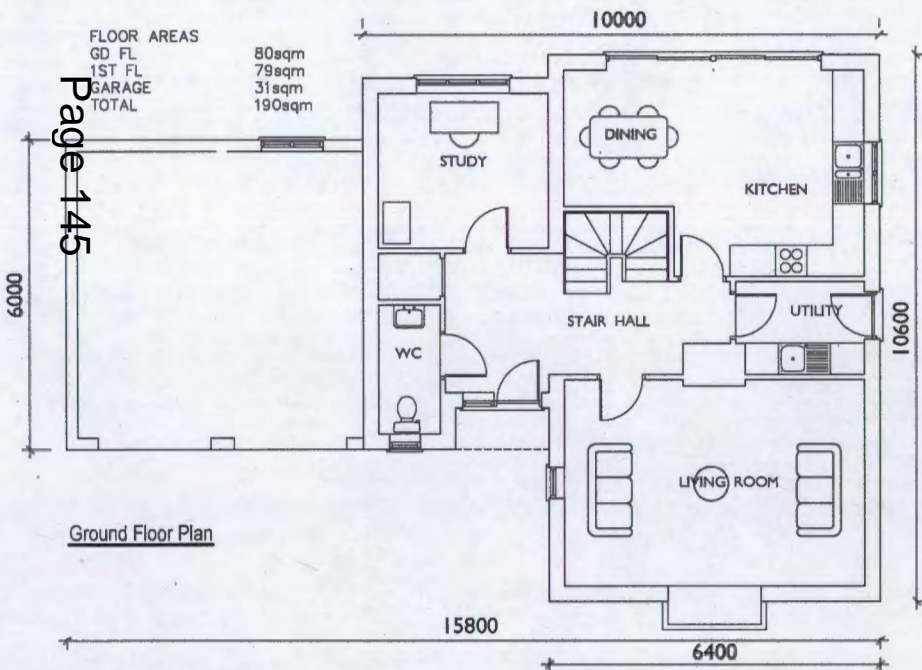 10000
FLOOR AREAS
GD FL 80sqm
1ST FL 79sqm
GARAGE 31sqm
TOTAL 190sqm
Page 145
DINING
STUDY
KITCHEN
6000
STAIR HALL
UTILITY
10600
WC
LIVING ROOM
Ground Floor Plan
15800
6400